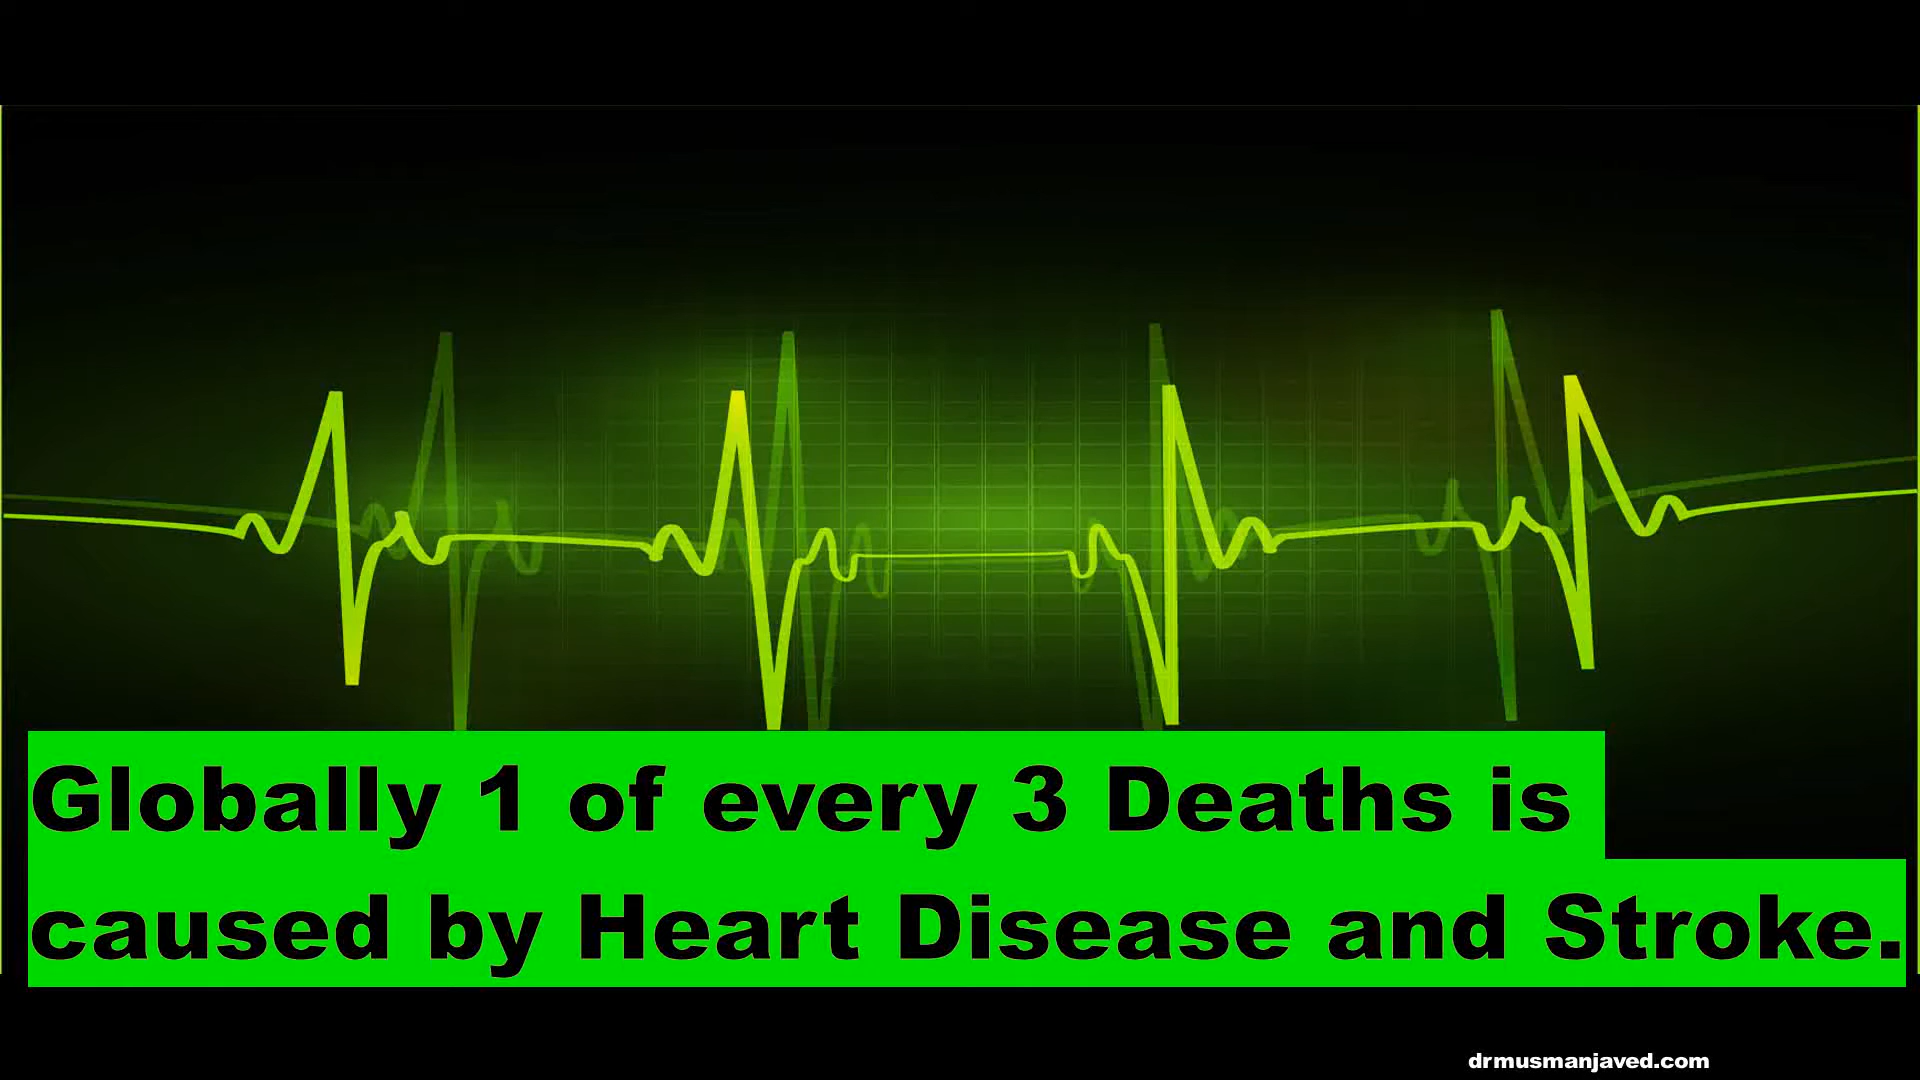 Globally 1 of every 3 Deaths is
caused by Heart Disease and Stroke.
drmusmanjaved.com